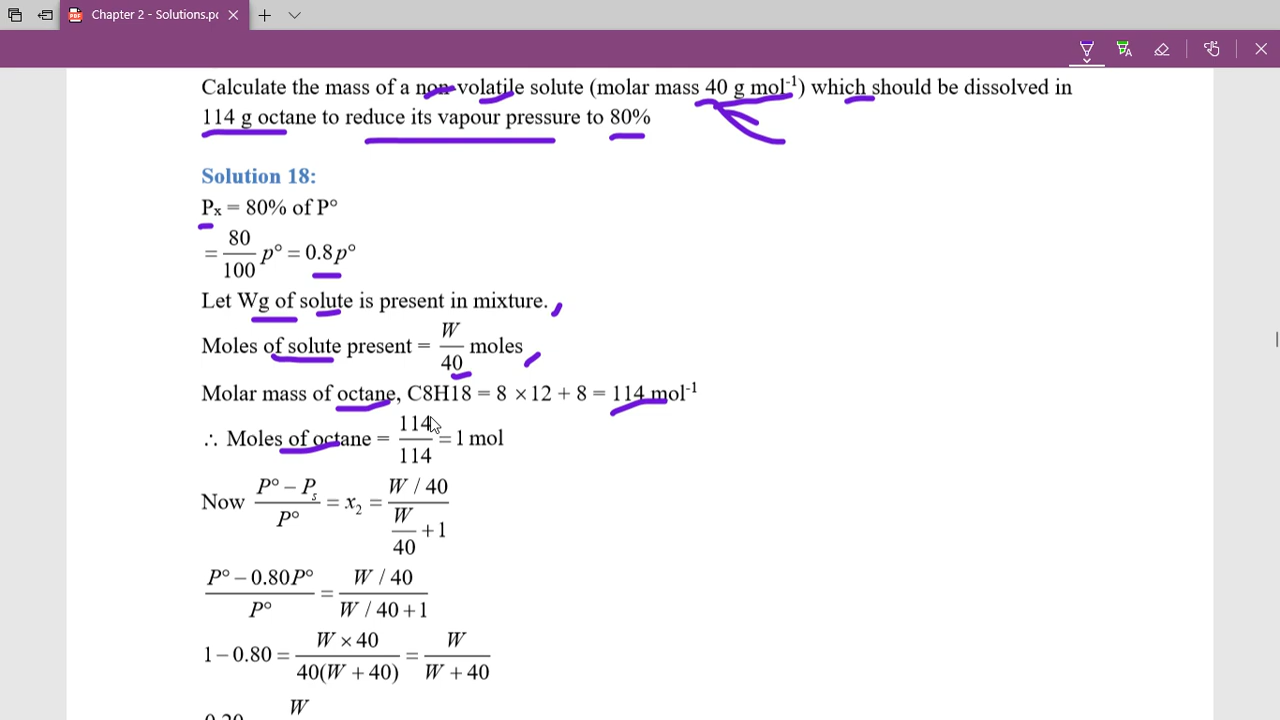 Chapter 2 - Solutions.pc
Calculate the mass of a non-volatile solute (molar mass 40 g mol⁻¹) which should be dissolved in
114 g octane to reduce its vapour pressure to 80%
Solution 18:
Pₓ = 80% of P°
= 80/100 p° = 0.8p°
Let Wg of solute is present in mixture.
Moles of solute present = W/40 moles
Molar mass of octane, C8H18 = 8 × 12 + 8 = 114 mol⁻¹
∴ Moles of octane = 114/114 = 1 mol
Now (P° – Pₛ)/P° = x₂ = (W / 40)/(W/40 + 1)
(P° – 0.80P°)/P° = (W / 40)/(W / 40 + 1)
1 – 0.80 = (W × 40)/(40(W + 40)) = W/(W + 40)
W